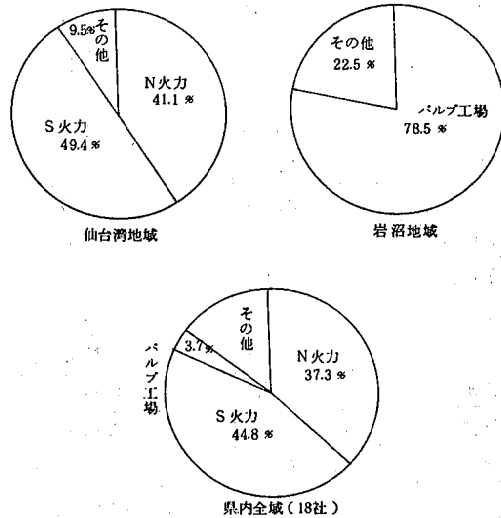 9.5%
その他
N火力
41.1%
S火力
49.4%
仙台湾地域
その他
22.5%
パルプ工場
78.5%
岩沼地域
その他
3.7%
パルプ工場
N火力
37.3%
S火力
44.8%
県内全域(18社)